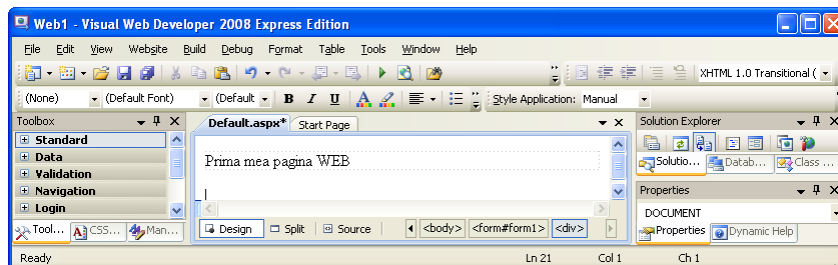 Web1 - Visual Web Developer 2008 Express Edition
File Edit View Website Build Debug Format Table Tools Window Help
XHTML 1.0 Transitional (
(None) (Default Font) (Default B I U A Style Application: Manual
Toolbox
Standard
Data
Validation
Navigation
Login
Tool... CSS... Man...
Default.aspx* Start Page
Prima mea pagina WEB
Design Split Source <body> <form#form1> <div>
Solution Explorer
Solutio... Datab... Class ...
Properties
DOCUMENT
Properties Dynamic Help
Ready Ln 21 Col 1 Ch 1